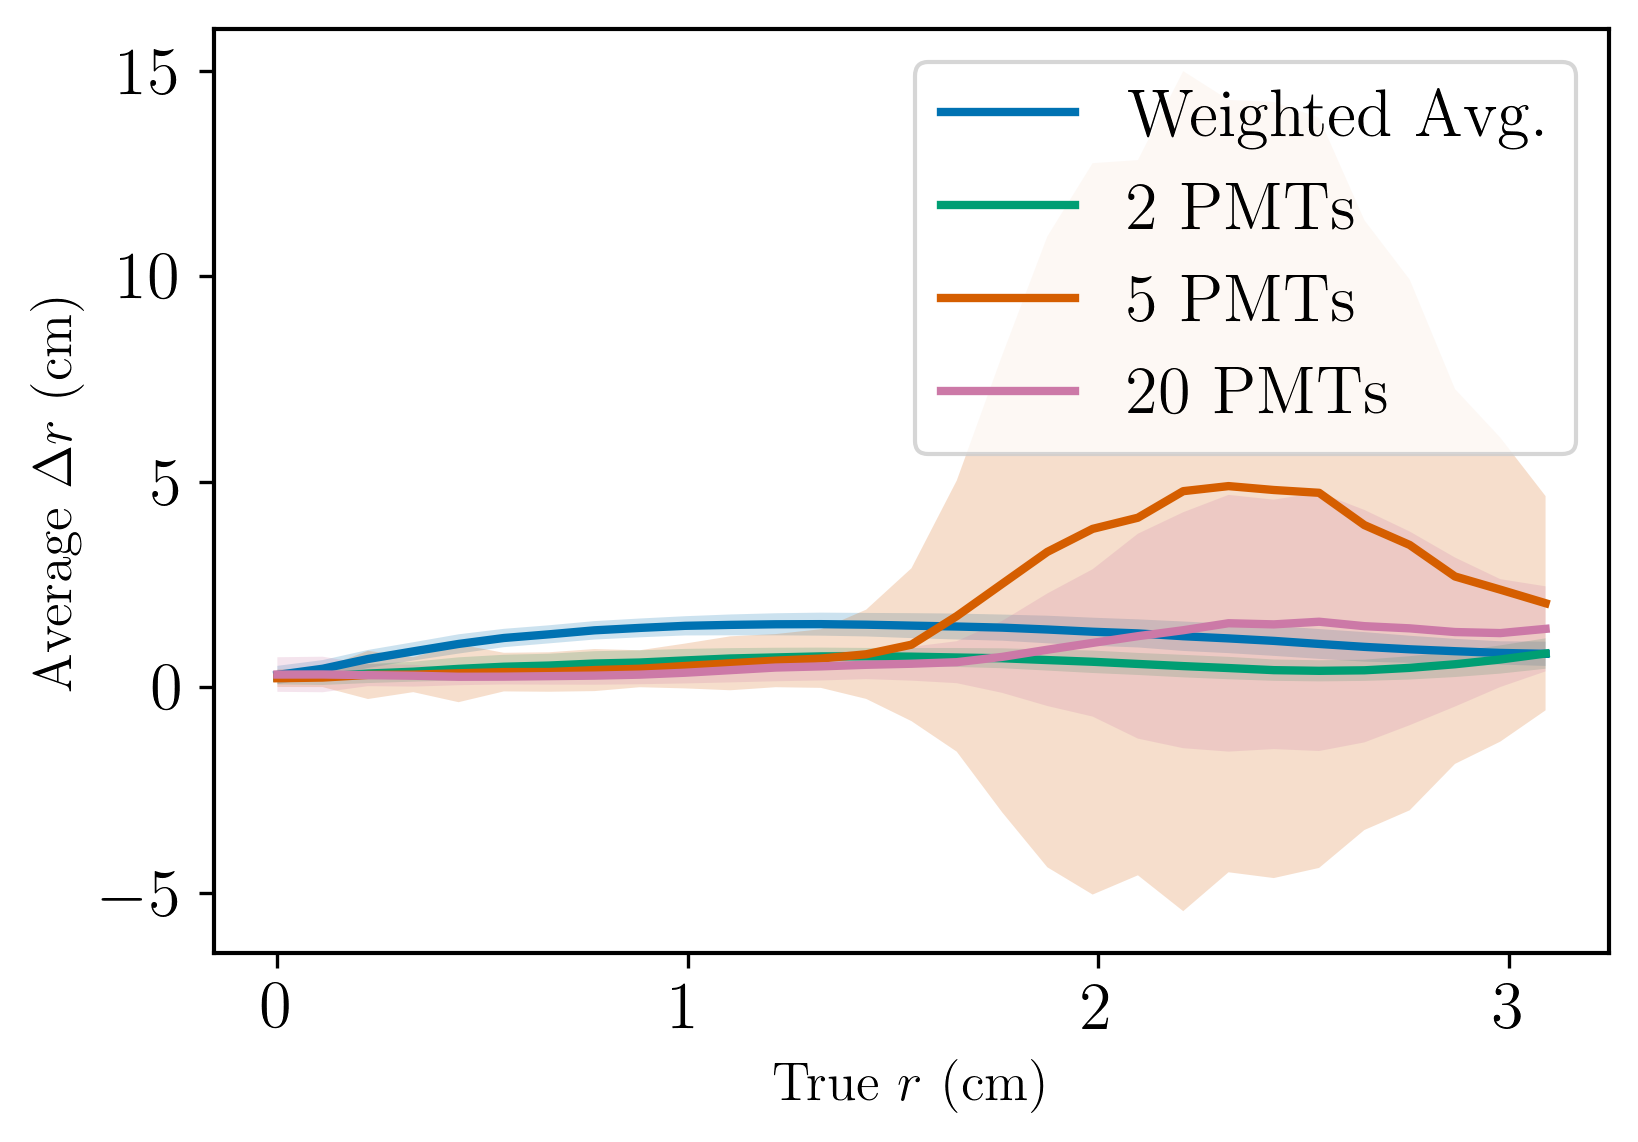 Weighted Avg.
2 PMTs
5 PMTs
20 PMTs
15
10
5
0
−5
Average Δr (cm)
0 1 2 3
True r (cm)